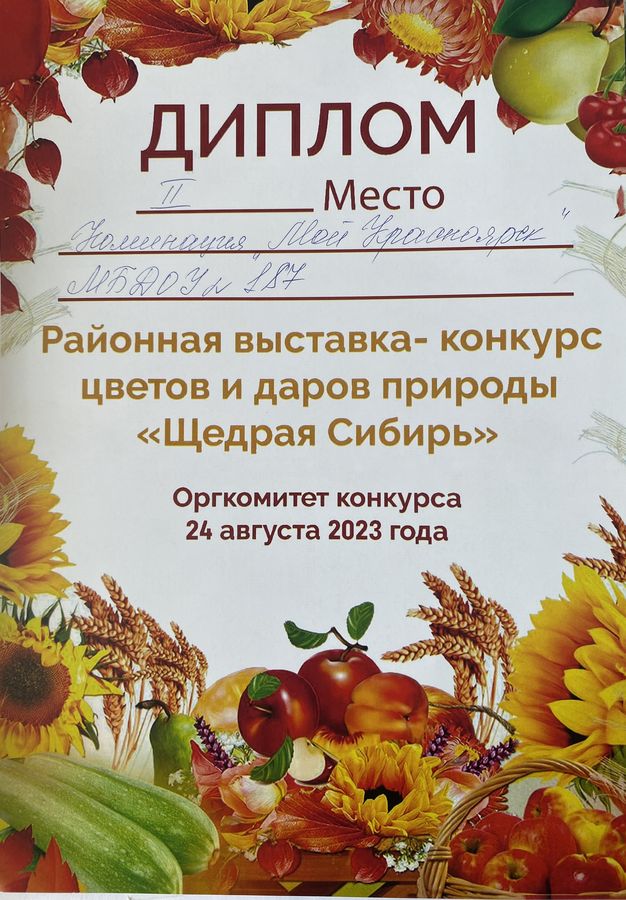 ДИПЛОМ
II Место
Номинация „Мой Красноярск"
МБДОУ № 187
Районная выставка- конкурс
цветов и даров природы
«Щедрая Сибирь»
Оргкомитет конкурса
24 августа 2023 года